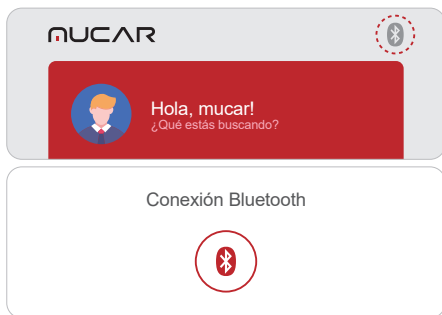 MUCAR
Hola, mucar!
¿Qué estás buscando?
Conexión Bluetooth